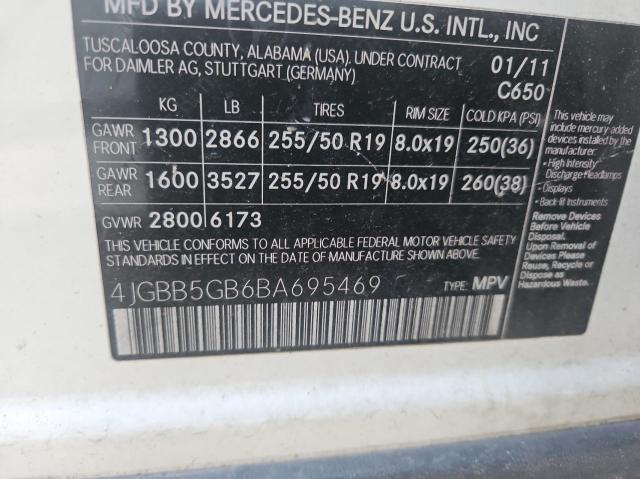 MFD BY MERCEDES-BENZ U.S. INTL., INC
TUSCALOOSA COUNTY, ALABAMA (USA). UNDER CONTRACT
FOR DAIMLER AG, STUTTGART (GERMANY)
01/11
C650
KG LB TIRES RIM SIZE COLD KPA (PSI)
GAWR FRONT 1300 2866 255/50 R19 8.0x19 250(36)
GAWR REAR 1600 3527 255/50 R19 8.0x19 260(38)
GVWR 2800 6173
THIS VEHICLE CONFORMS TO ALL APPLICABLE FEDERAL MOTOR VEHICLE SAFETY
STANDARDS IN EFFECT ON THE DATE OF MANUFACTURE SHOWN ABOVE.
4JGBB5GB6BA695469
TYPE: MPV
This vehicle may
include mercury-added
devices installed by the
manufacturer:
• High Intensity
Discharge Headlamps
• Displays
• Back-lit Instruments
Remove Devices
Before Vehicle
Disposal.
Upon Removal of
Devices Please
Reuse, Recycle or
Dispose as
Hazardous Waste.